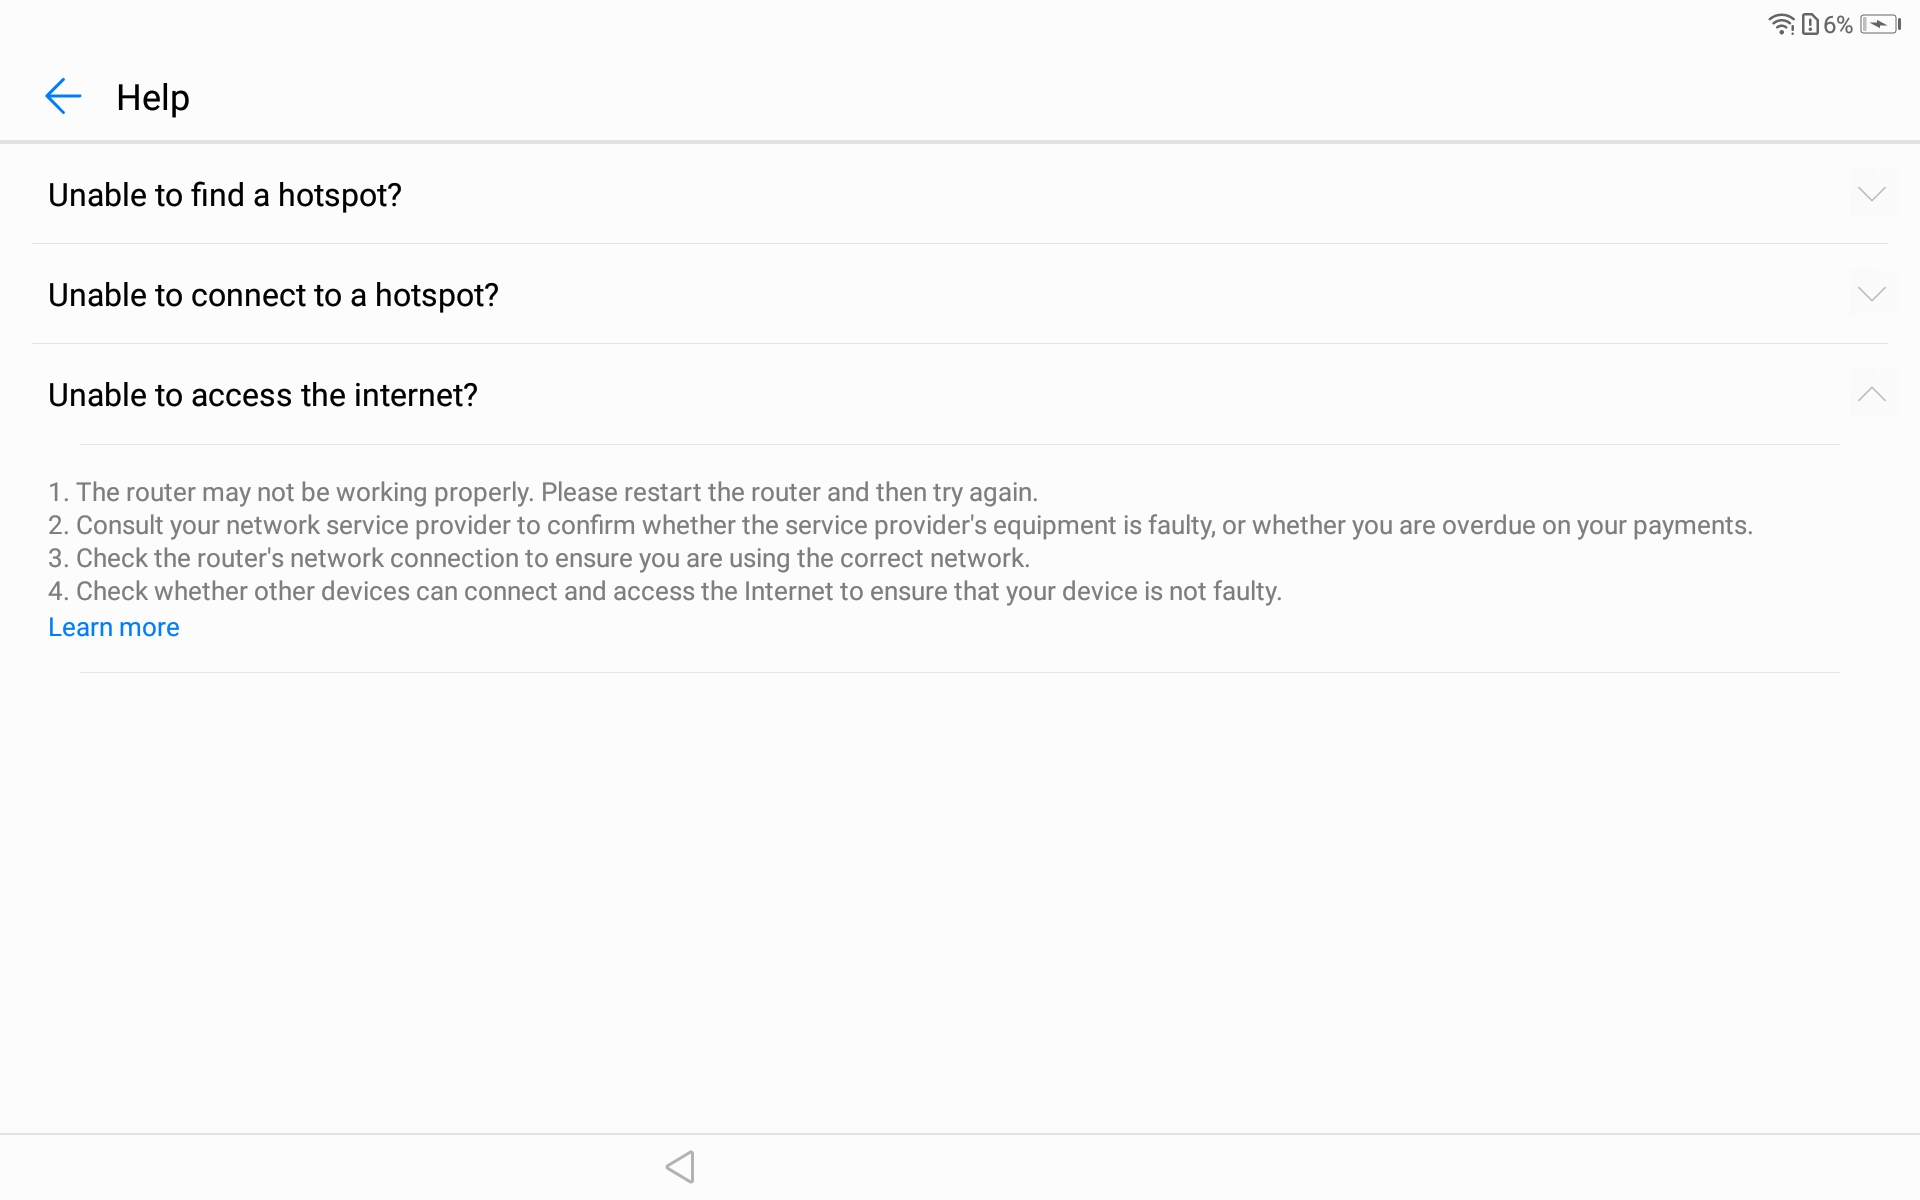 6%
Help
Unable to find a hotspot?
Unable to connect to a hotspot?
Unable to access the internet?
1. The router may not be working properly. Please restart the router and then try again.
2. Consult your network service provider to confirm whether the service provider's equipment is faulty, or whether you are overdue on your payments.
3. Check the router's network connection to ensure you are using the correct network.
4. Check whether other devices can connect and access the Internet to ensure that your device is not faulty.
Learn more